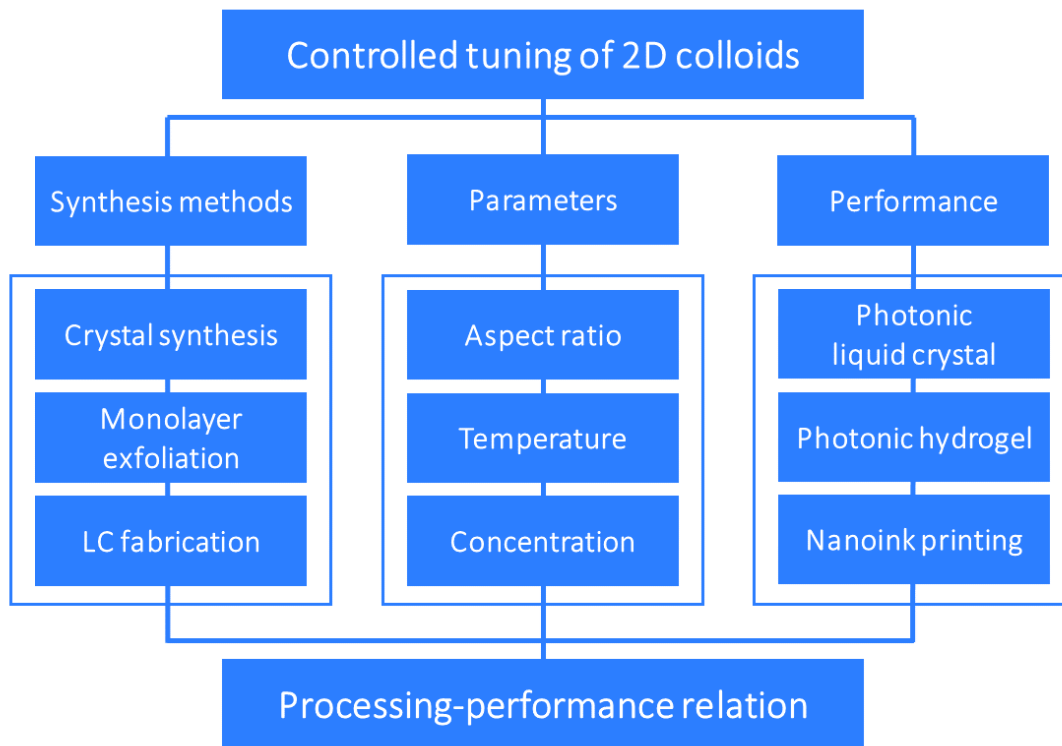 Controlled tuning of 2D colloids
Synthesis methods
Parameters
Performance
Crystal synthesis
Monolayer
exfoliation
LC fabrication
Aspect ratio
Temperature
Concentration
Photonic
liquid crystal
Photonic hydrogel
Nanoink printing
Processing-performance relation